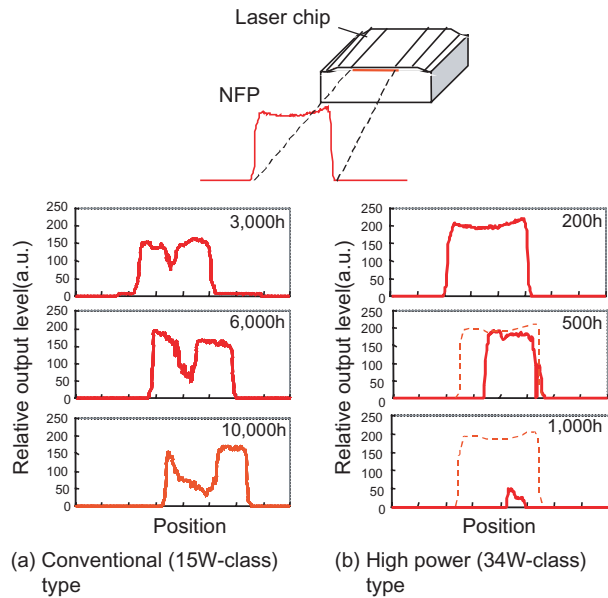 Laser chip
NFP
Relative output level(a.u.)
250
200
150
100
50
0
3,000h
250
200
150
100
50
0
6,000h
250
200
150
100
50
0
10,000h
Position
(a) Conventional (15W-class)
type
Relative output level(a.u.)
250
200
150
100
50
0
200h
250
200
150
100
50
0
500h
250
200
150
100
50
0
1,000h
Position
(b) High power (34W-class)
type